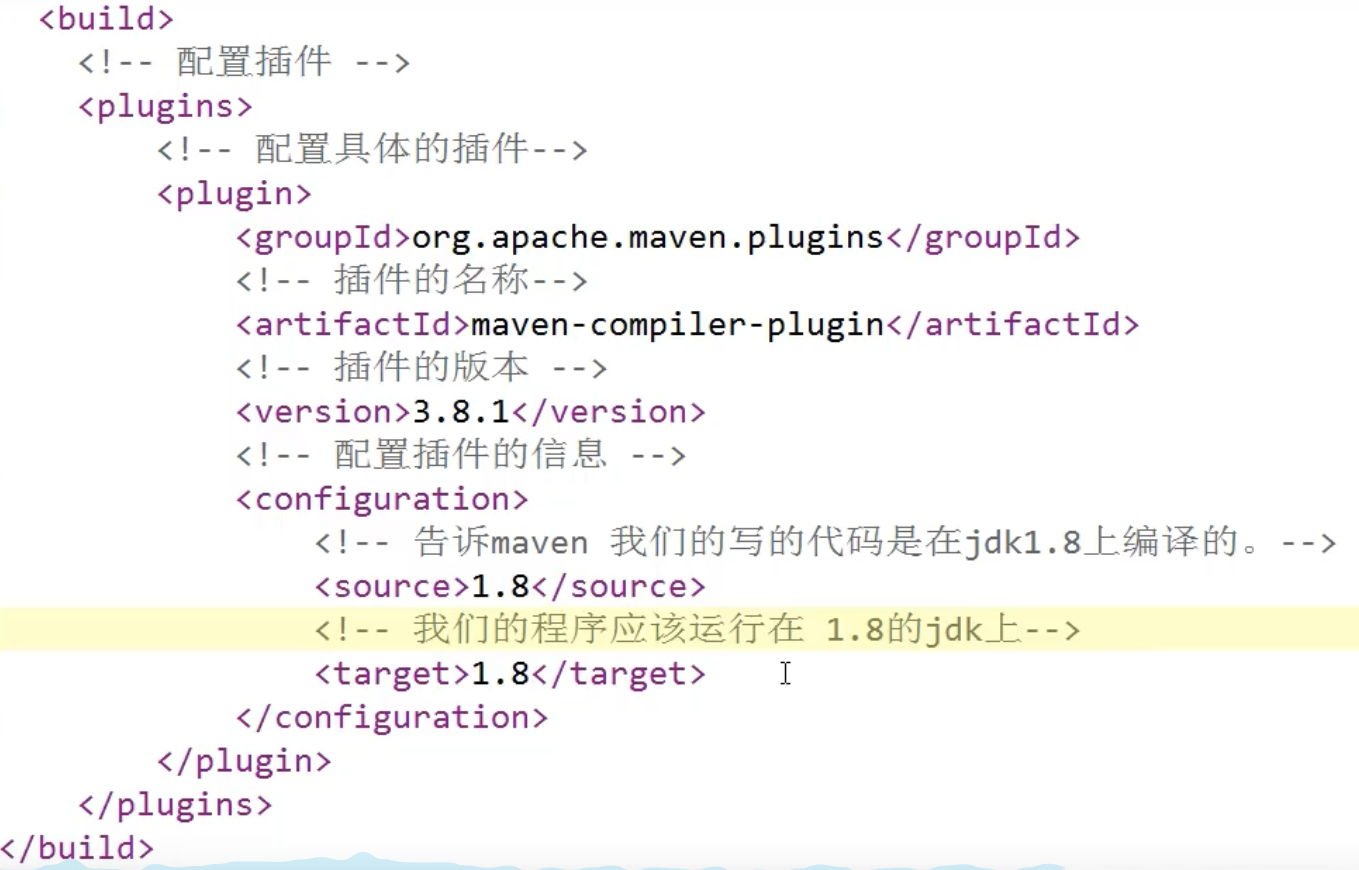 <build>
<!-- 配置插件 -->
<plugins>
<!-- 配置具体的插件-->
<plugin>
<groupId>org.apache.maven.plugins</groupId>
<!-- 插件的名称-->
<artifactId>maven-compiler-plugin</artifactId>
<!-- 插件的版本 -->
<version>3.8.1</version>
<!-- 配置插件的信息 -->
<configuration>
<!-- 告诉maven 我们的写的代码是在jdk1.8上编译的。-->
<source>1.8</source>
<!-- 我们的程序应该运行在 1.8的jdk上-->
<target>1.8</target>
</configuration>
</plugin>
</plugins>
</build>